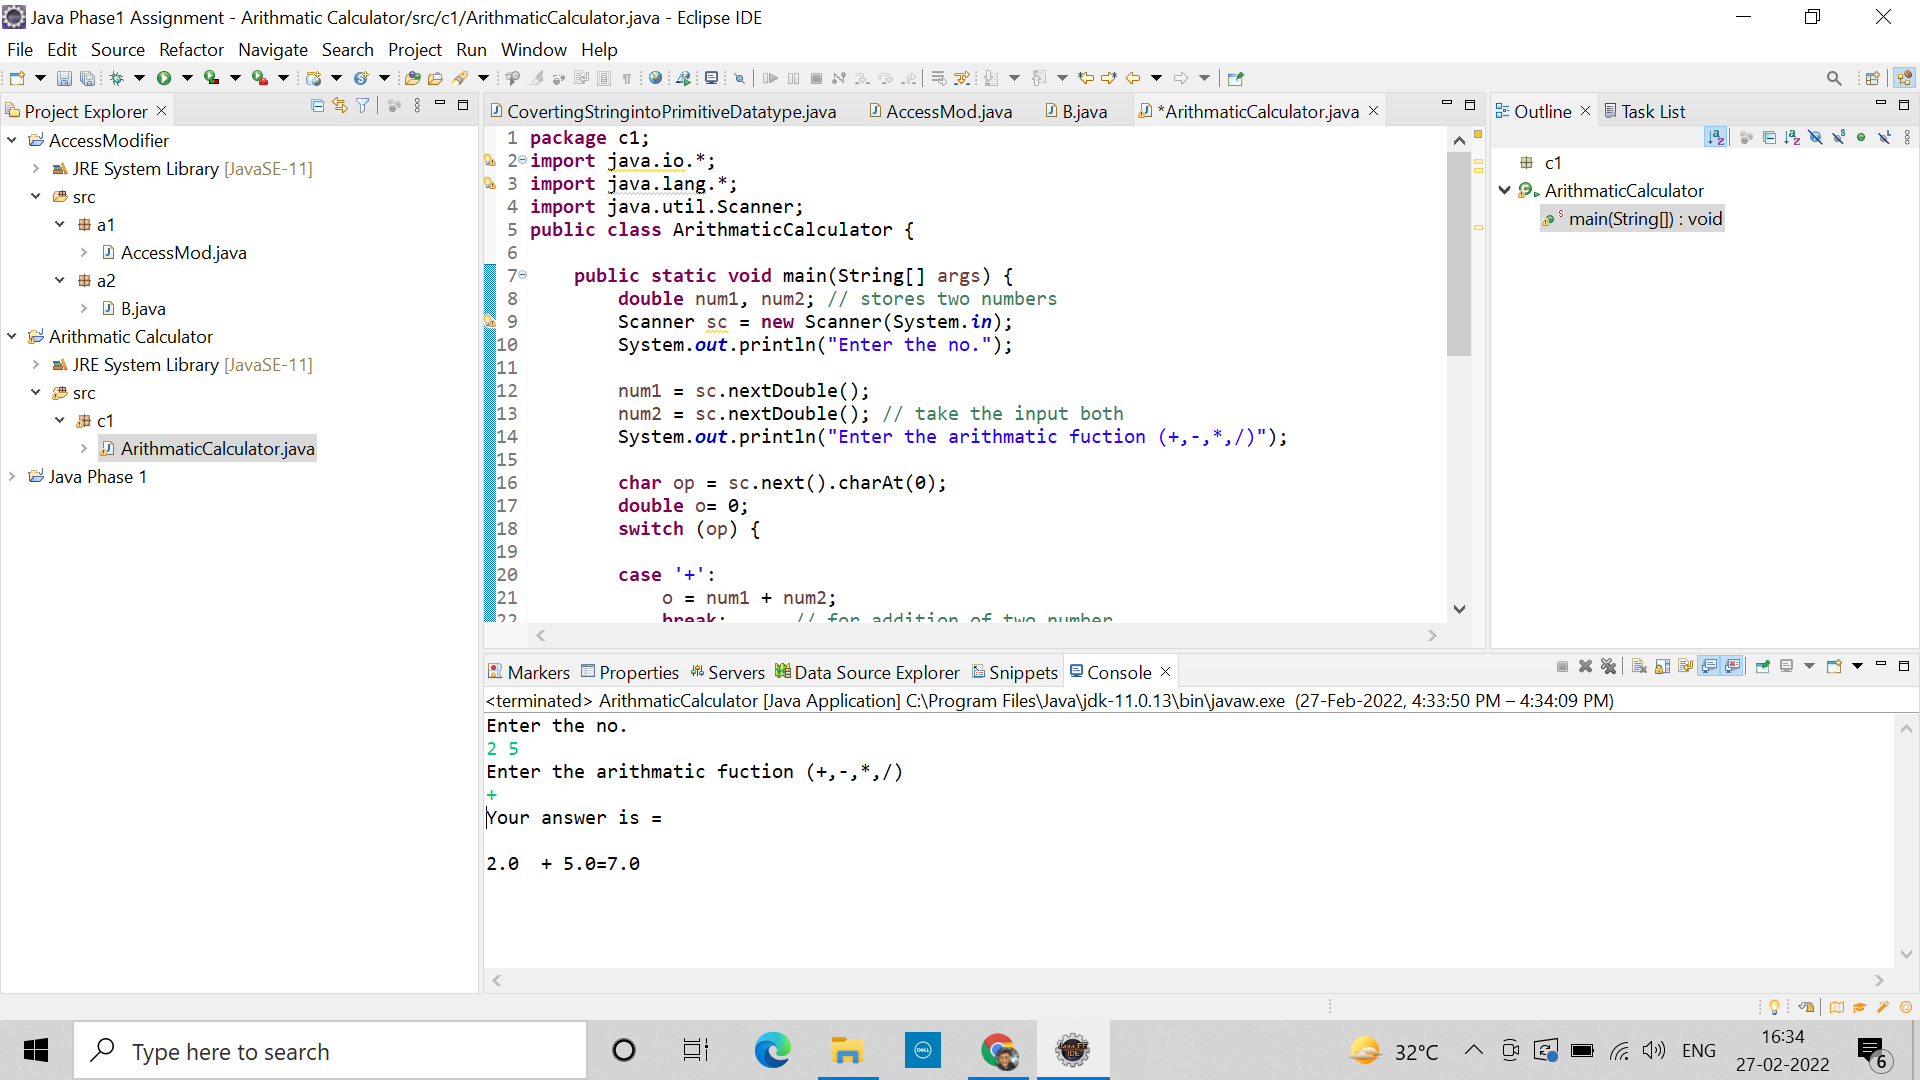 Java Phase1 Assignment - Arithmatic Calculator/src/c1/ArithmaticCalculator.java - Eclipse IDE
File Edit Source Refactor Navigate Search Project Run Window Help
Project Explorer
AccessModifier
JRE System Library [JavaSE-11]
src
a1
AccessMod.java
a2
B.java
Arithmatic Calculator
JRE System Library [JavaSE-11]
src
c1
ArithmaticCalculator.java
Java Phase 1
CovertingStringintoPrimitiveDatatype.java AccessMod.java B.java *ArithmaticCalculator.java
1 package c1;
2 import java.io.*;
3 import java.lang.*;
4 import java.util.Scanner;
5 public class ArithmaticCalculator {
6
7 public static void main(String[] args) {
8 double num1, num2; // stores two numbers
9 Scanner sc = new Scanner(System.in);
10 System.out.println("Enter the no.");
11
12 num1 = sc.nextDouble();
13 num2 = sc.nextDouble(); // take the input both
14 System.out.println("Enter the arithmatic fuction (+,-,*,/)");
15
16 char op = sc.next().charAt(0);
17 double o= 0;
18 switch (op) {
19
20 case '+':
21 o = num1 + num2;
22 break; // for addition of two number
Outline Task List
c1
ArithmaticCalculator
main(String[]) : void
Markers Properties Servers Data Source Explorer Snippets Console
<terminated> ArithmaticCalculator [Java Application] C:\Program Files\Java\jdk-11.0.13\bin\javaw.exe (27-Feb-2022, 4:33:50 PM – 4:34:09 PM)
Enter the no.
2 5
Enter the arithmatic fuction (+,-,*,/)
+
Your answer is =
2.0  + 5.0=7.0
Type here to search
32°C
ENG
16:34
27-02-2022
6